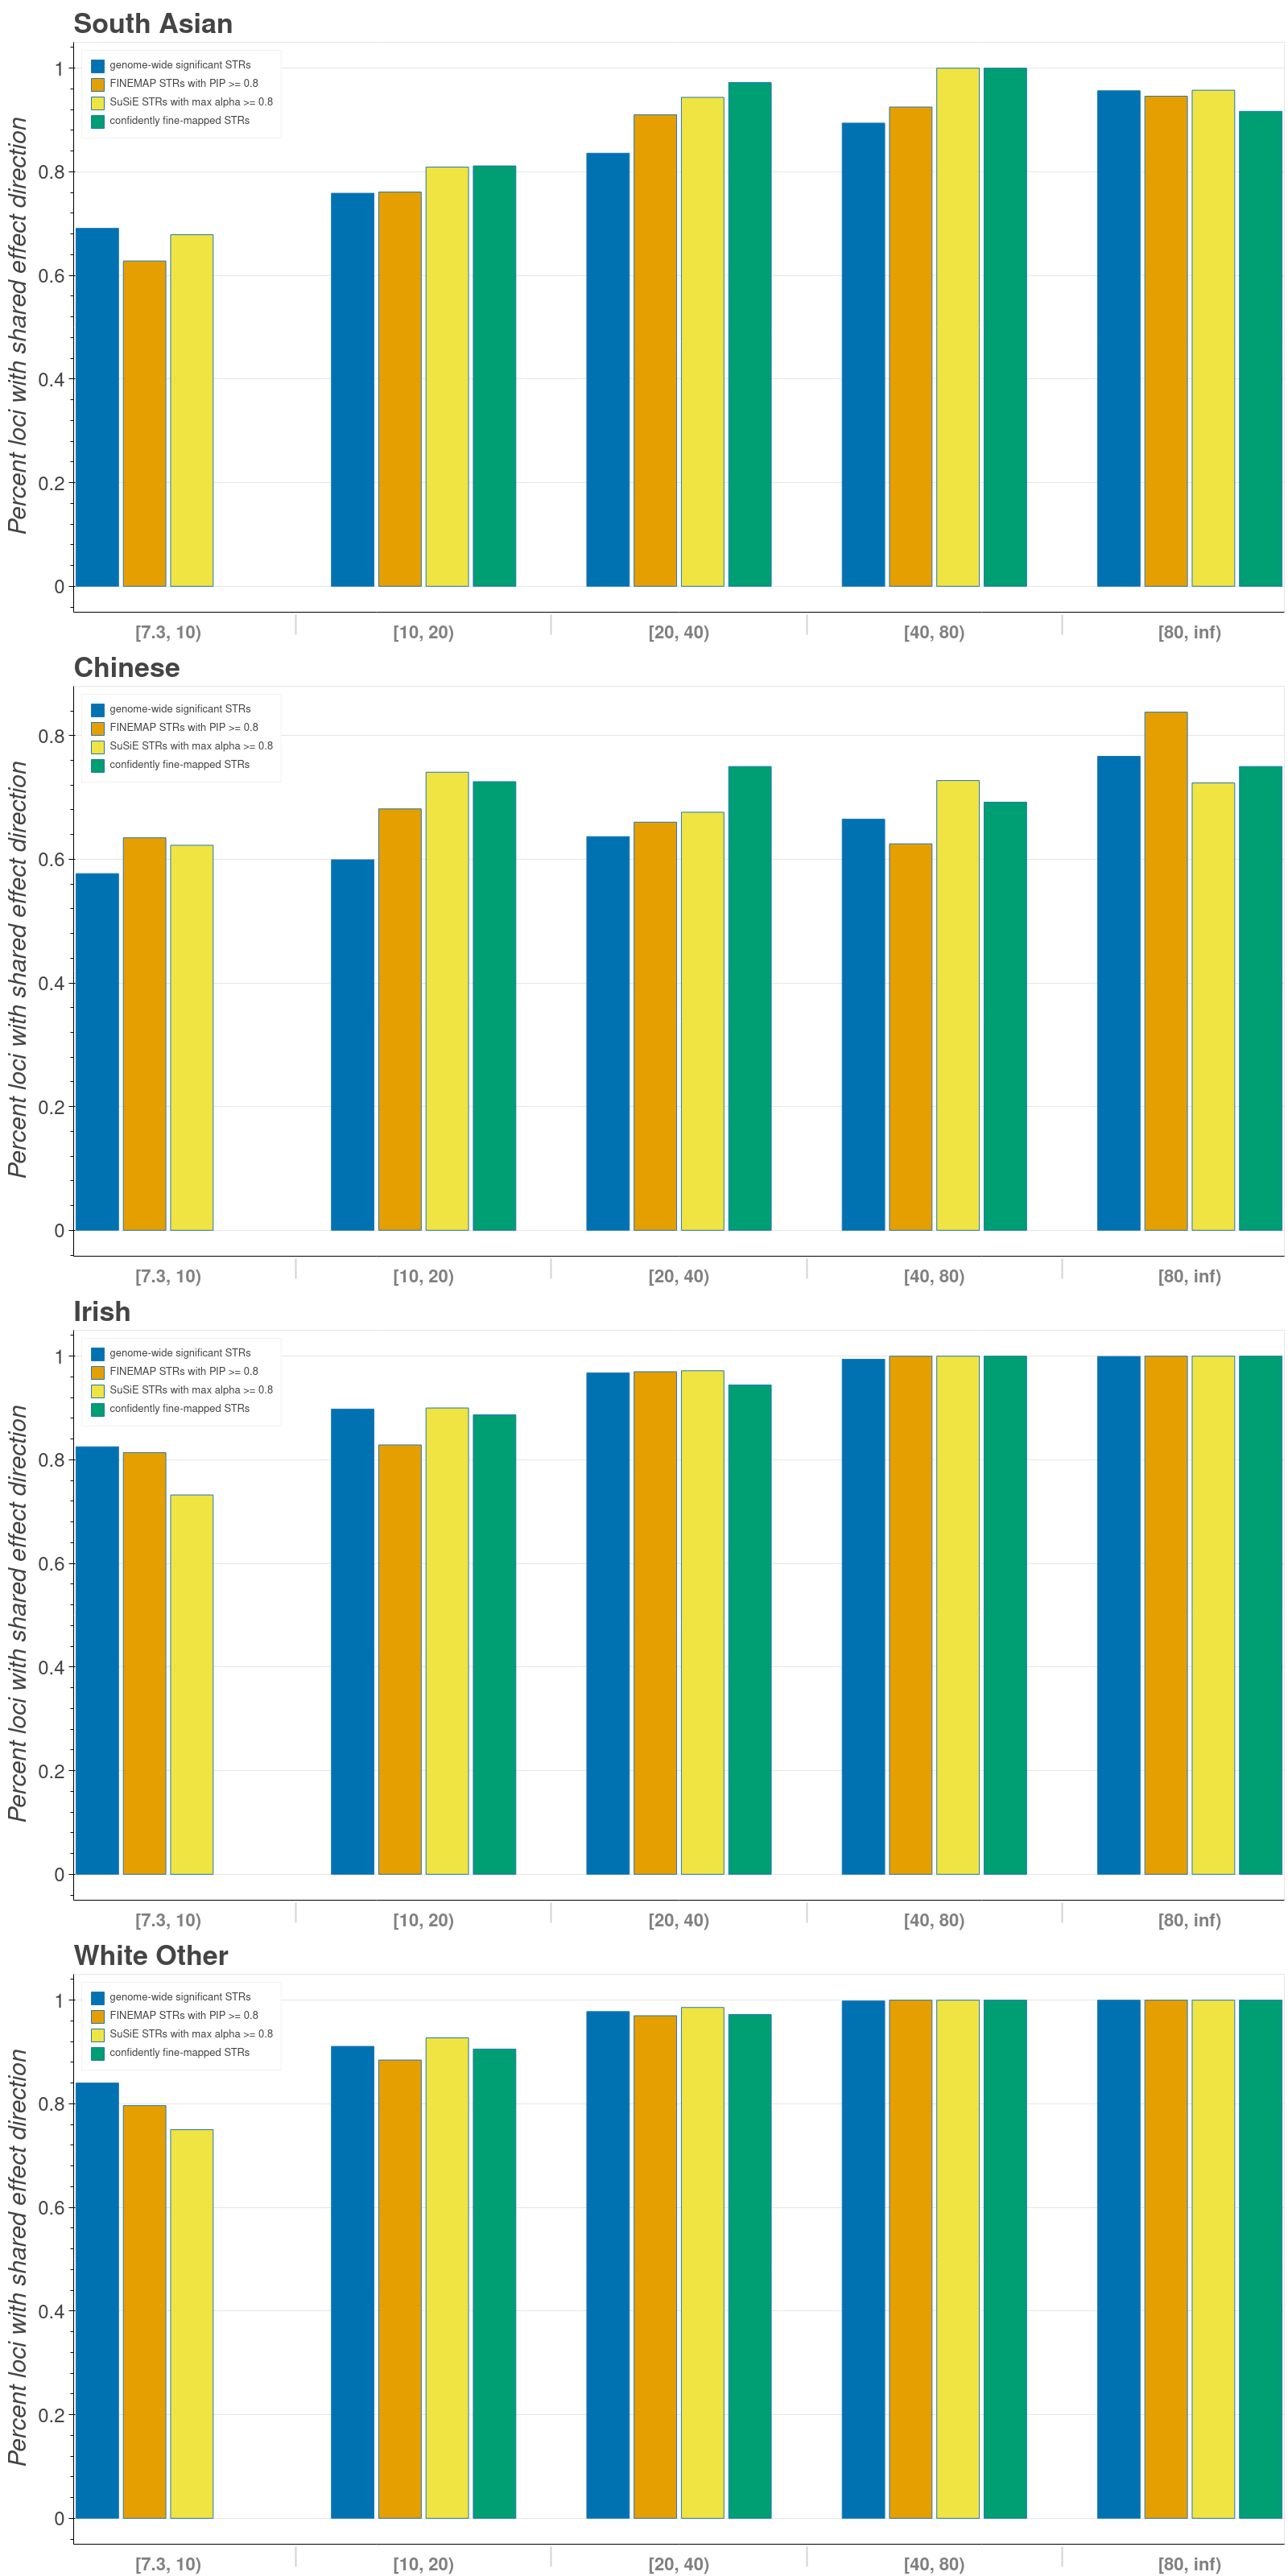 South Asian
genome-wide significant STRs
FINEMAP STRs with PIP >= 0.8
SuSiE STRs with max alpha >= 0.8
confidently fine-mapped STRs
Percent loci with shared effect direction
1
0.8
0.6
0.4
0.2
0
[7.3, 10)
[10, 20)
[20, 40)
[40, 80)
[80, inf)
Chinese
genome-wide significant STRs
FINEMAP STRs with PIP >= 0.8
SuSiE STRs with max alpha >= 0.8
confidently fine-mapped STRs
Percent loci with shared effect direction
0.8
0.6
0.4
0.2
0
[7.3, 10)
[10, 20)
[20, 40)
[40, 80)
[80, inf)
Irish
genome-wide significant STRs
FINEMAP STRs with PIP >= 0.8
SuSiE STRs with max alpha >= 0.8
confidently fine-mapped STRs
Percent loci with shared effect direction
1
0.8
0.6
0.4
0.2
0
[7.3, 10)
[10, 20)
[20, 40)
[40, 80)
[80, inf)
White Other
genome-wide significant STRs
FINEMAP STRs with PIP >= 0.8
SuSiE STRs with max alpha >= 0.8
confidently fine-mapped STRs
Percent loci with shared effect direction
1
0.8
0.6
0.4
0.2
0
[7.3, 10)
[10, 20)
[20, 40)
[40, 80)
[80, inf)